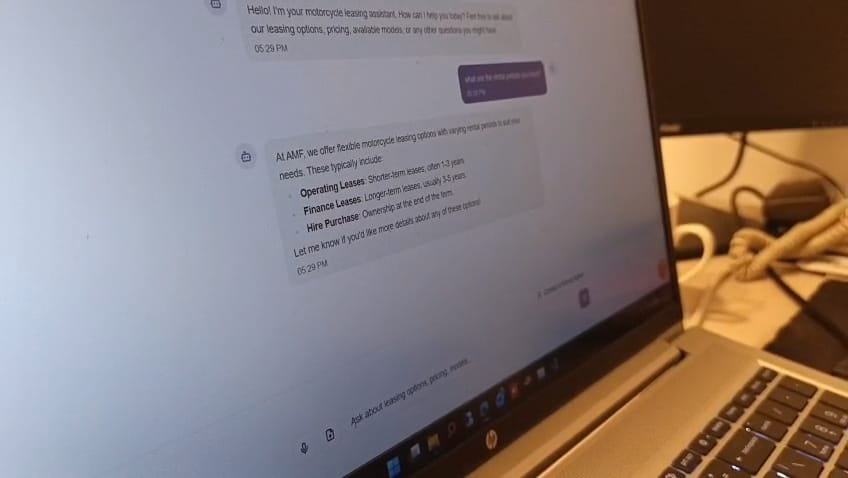 Hello! I'm your motorcycle leasing assistant. How can I help you today? Feel free to ask about
our leasing options, pricing, available models, or any other questions you might have.
05:29 PM
what are the rental periods you have?
05:29 PM
At AMF, we offer flexible motorcycle leasing options with varying rental periods to suit your
needs. These typically include:
Operating Leases: Shorter-term leases, often 1-3 years.
Finance Leases: Longer-term leases, usually 3-5 years.
Hire Purchase: Ownership at the end of the term.
Let me know if you'd like more details about any of these options!
05:29 PM
Ask about leasing options, pricing, models...
hp